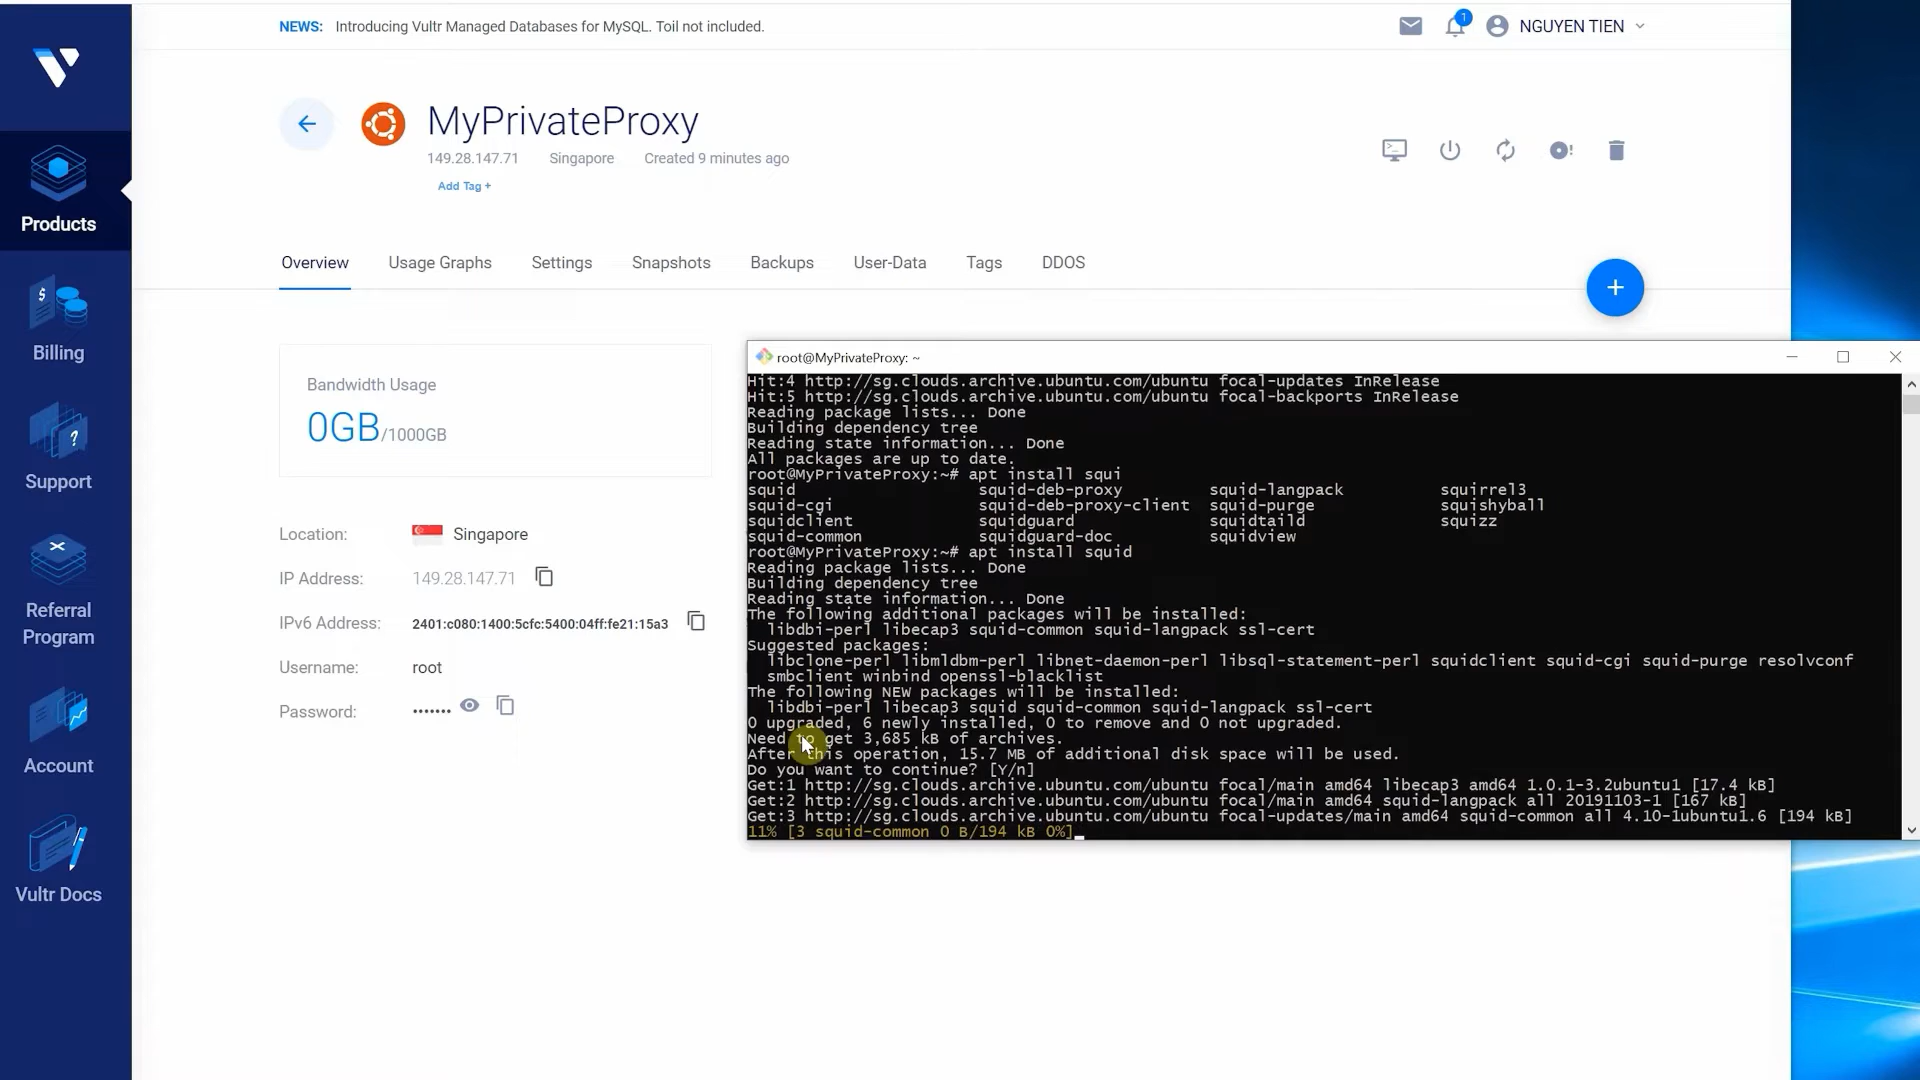 NEWS: Introducing Vultr Managed Databases for MySQL. Toil not included.
1
NGUYEN TIEN
MyPrivateProxy
149.28.147.71 Singapore Created 9 minutes ago
Add Tag +
Products
Billing
Support
Referral
Program
Account
Vultr Docs
Overview Usage Graphs Settings Snapshots Backups User-Data Tags DDOS
+
Bandwidth Usage
0GB/1000GB
Location: Singapore
IP Address: 149.28.147.71
IPv6 Address: 2401:c080:1400:5cfc:5400:04ff:fe21:15a3
Username: root
Password: •••••••
root@MyPrivateProxy: ~
Hit:4 http://sg.clouds.archive.ubuntu.com/ubuntu focal-updates InRelease
Hit:5 http://sg.clouds.archive.ubuntu.com/ubuntu focal-backports InRelease
Reading package lists... Done
Building dependency tree
Reading state information... Done
All packages are up to date.
root@MyPrivateProxy:~# apt install squi
squid squid-deb-proxy squid-langpack squirrel3
squid-cgi squid-deb-proxy-client squid-purge squishyball
squidclient squidguard squidtaild squizz
squid-common squidguard-doc squidview
root@MyPrivateProxy:~# apt install squid
Reading package lists... Done
Building dependency tree
Reading state information... Done
The following additional packages will be installed:
libdbi-perl libecap3 squid-common squid-langpack ssl-cert
Suggested packages:
libclone-perl libmldbm-perl libnet-daemon-perl libsql-statement-perl squidclient squid-cgi squid-purge resolvconf
smbclient winbind openssl-blacklist
The following NEW packages will be installed:
libdbi-perl libecap3 squid squid-common squid-langpack ssl-cert
0 upgraded, 6 newly installed, 0 to remove and 0 not upgraded.
Need to get 3,685 kB of archives.
After this operation, 15.7 MB of additional disk space will be used.
Do you want to continue? [Y/n]
Get:1 http://sg.clouds.archive.ubuntu.com/ubuntu focal/main amd64 libecap3 amd64 1.0.1-3.2ubuntu1 [17.4 kB]
Get:2 http://sg.clouds.archive.ubuntu.com/ubuntu focal/main amd64 squid-langpack all 20191103-1 [167 kB]
Get:3 http://sg.clouds.archive.ubuntu.com/ubuntu focal-updates/main amd64 squid-common all 4.10-1ubuntu1.6 [194 kB]
11% [3 squid-common 0 B/194 kB 0%]